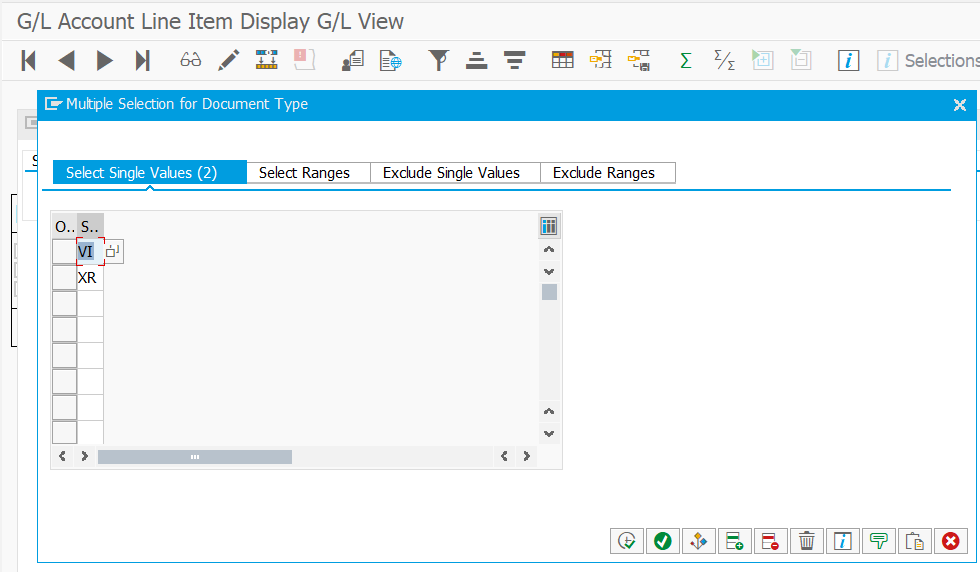 G/L Account Line Item Display G/L View
Selections
Multiple Selection for Document Type
Select Single Values (2)
Select Ranges
Exclude Single Values
Exclude Ranges
O.. S..
VI
XR